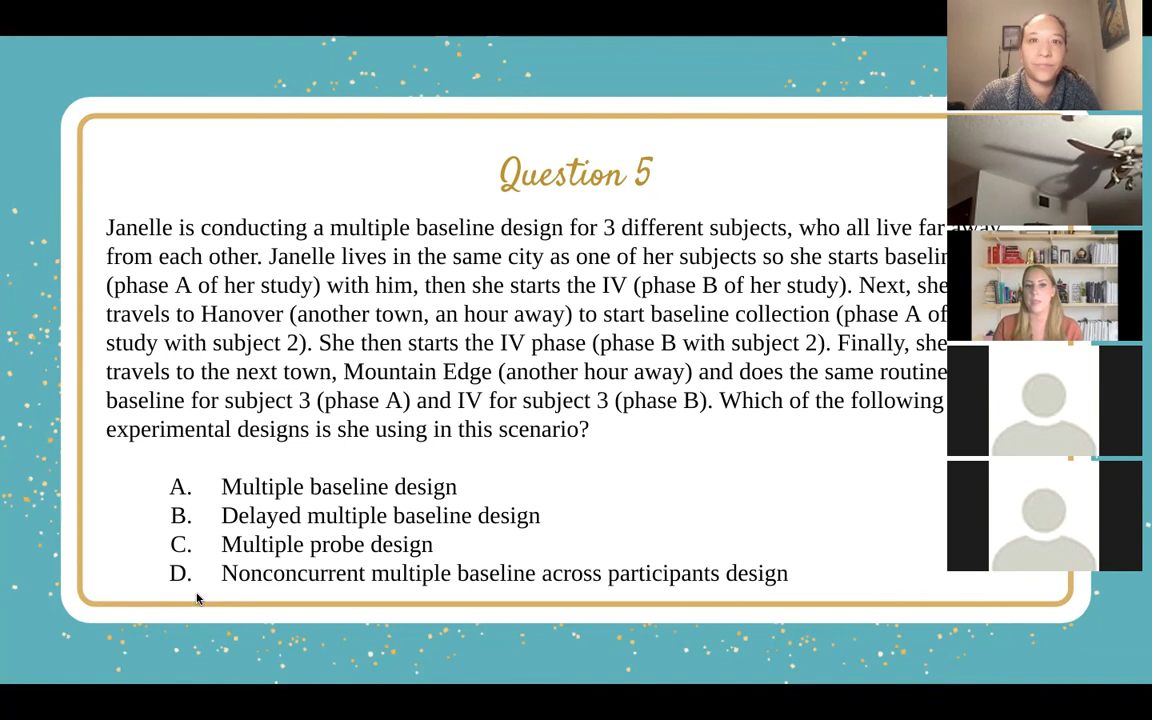 Question 5
Janelle is conducting a multiple baseline design for 3 different subjects, who all live far away
from each other. Janelle lives in the same city as one of her subjects so she starts
(phase A of her study) with him, then she starts the IV (phase B of her study). Next, she
travels to Hanover (another town, an hour away) to start baseline collection (phase A of
study with subject 2). She then starts the IV phase (phase B with subject 2). Finally, she
travels to the next town, Mountain Edge (another hour away) and does the same routine
baseline for subject 3 (phase A) and IV for subject 3 (phase B). Which of the following
experimental designs is she using in this scenario?
A. Multiple baseline design
B. Delayed multiple baseline design
C. Multiple probe design
D. Nonconcurrent multiple baseline across participants design